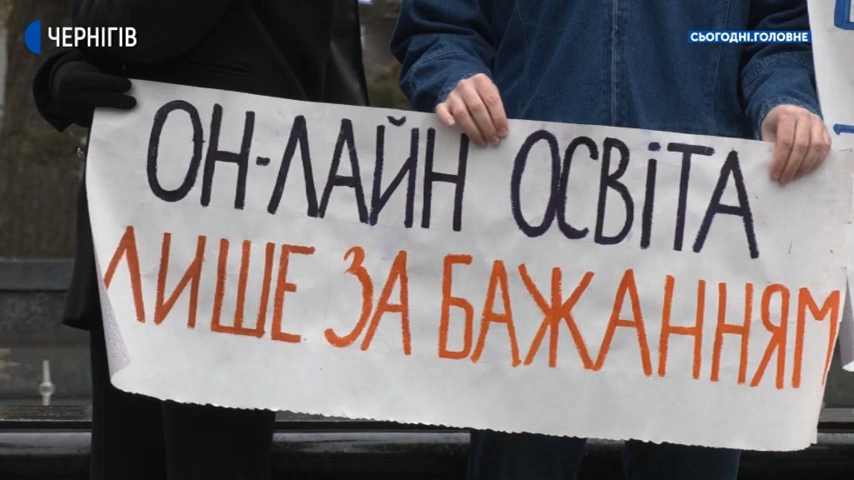 ЧЕРНІГІВ
СЬОГОДНІ.ГОЛОВНЕ
ОН-ЛАЙН ОСВІТА
ЛИШЕ ЗА БАЖАННЯМ